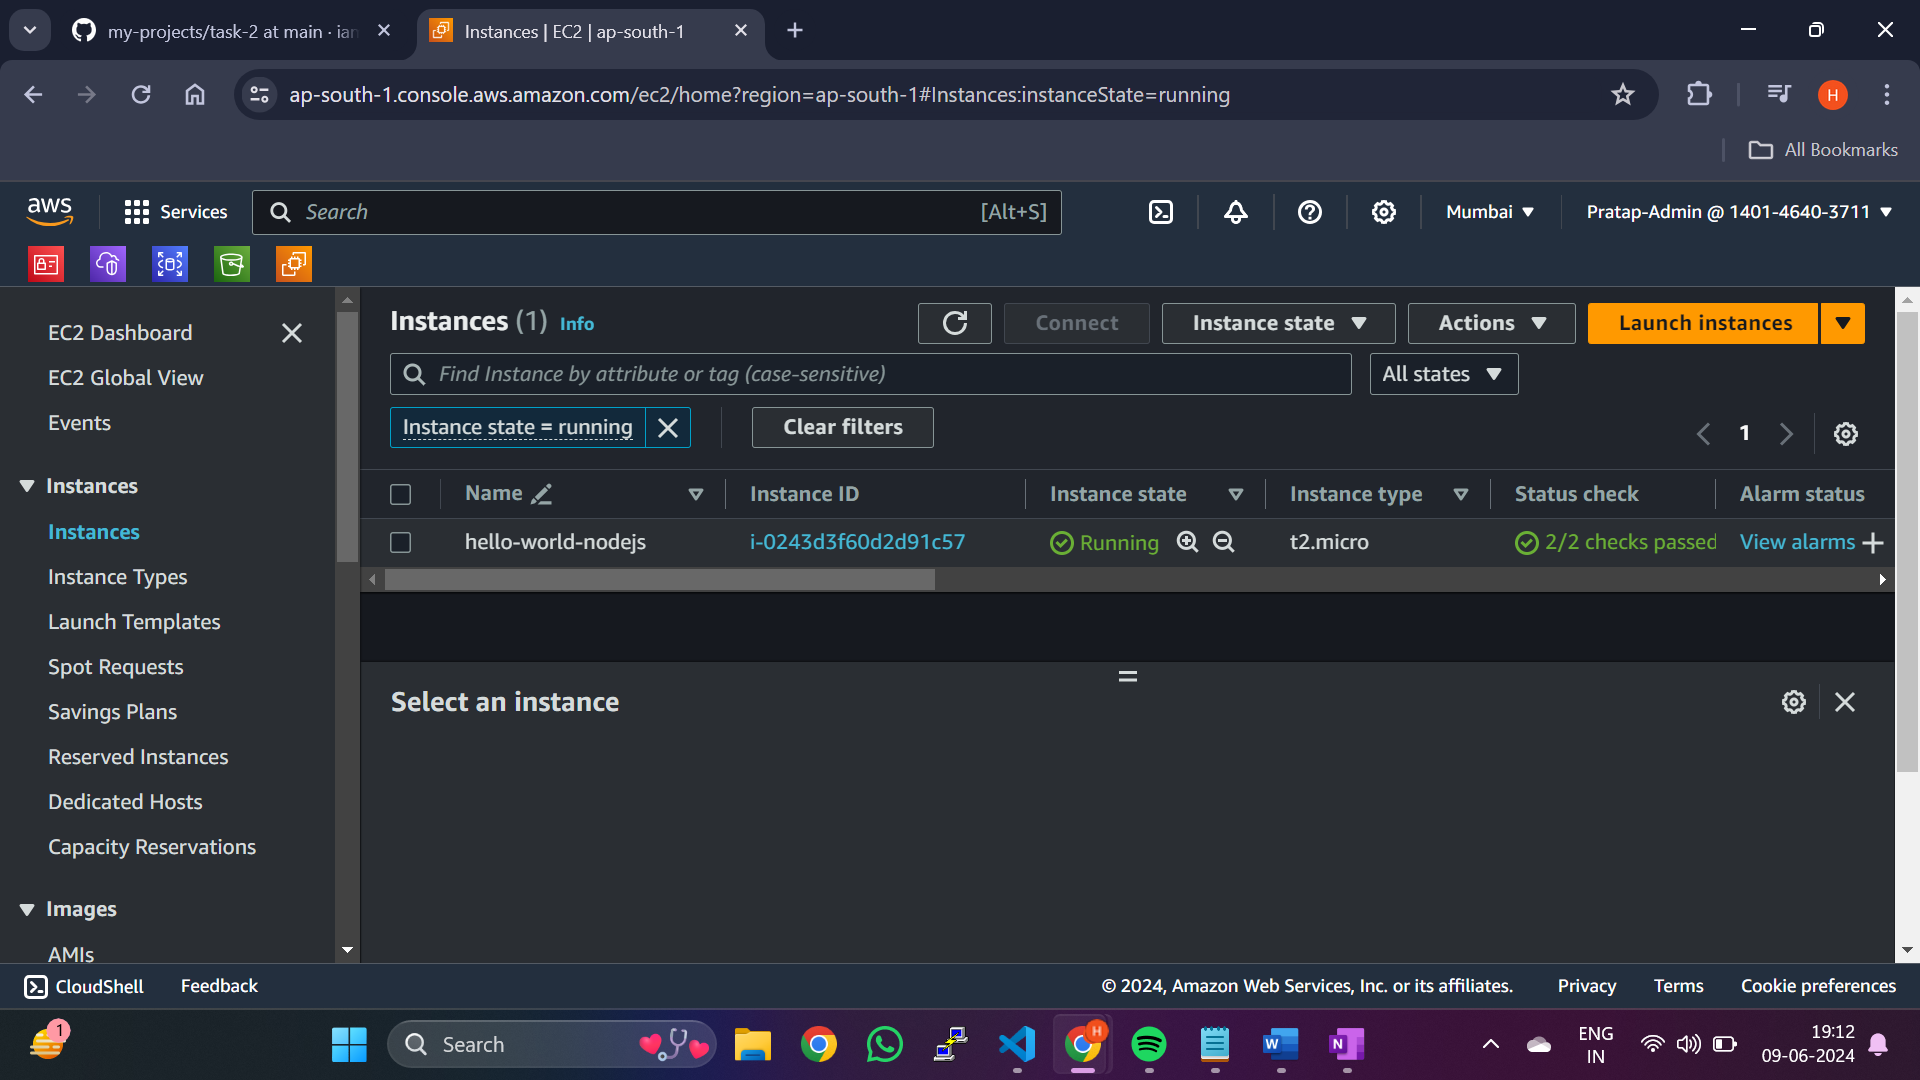 my-projects/task-2 at main · ian
Instances | EC2 | ap-south-1
ap-south-1.console.aws.amazon.com/ec2/home?region=ap-south-1#Instances:instanceState=running
H
All Bookmarks
aws
Services
Search
[Alt+S]
Mumbai
Pratap-Admin @ 1401-4640-3711
EC2 Dashboard
EC2 Global View
Events
Instances
Instances
Instance Types
Launch Templates
Spot Requests
Savings Plans
Reserved Instances
Dedicated Hosts
Capacity Reservations
Images
AMIs
Instances (1) Info
Connect
Instance state
Actions
Launch instances
Find Instance by attribute or tag (case-sensitive)
All states
Instance state = running
Clear filters
1
Name
Instance ID
Instance state
Instance type
Status check
Alarm status
hello-world-nodejs
i-0243d3f60d2d91c57
Running
t2.micro
2/2 checks passed
View alarms
Select an instance
CloudShell
Feedback
© 2024, Amazon Web Services, Inc. or its affiliates.
Privacy
Terms
Cookie preferences
1
Search
H
W
N
ENG
IN
19:12
09-06-2024